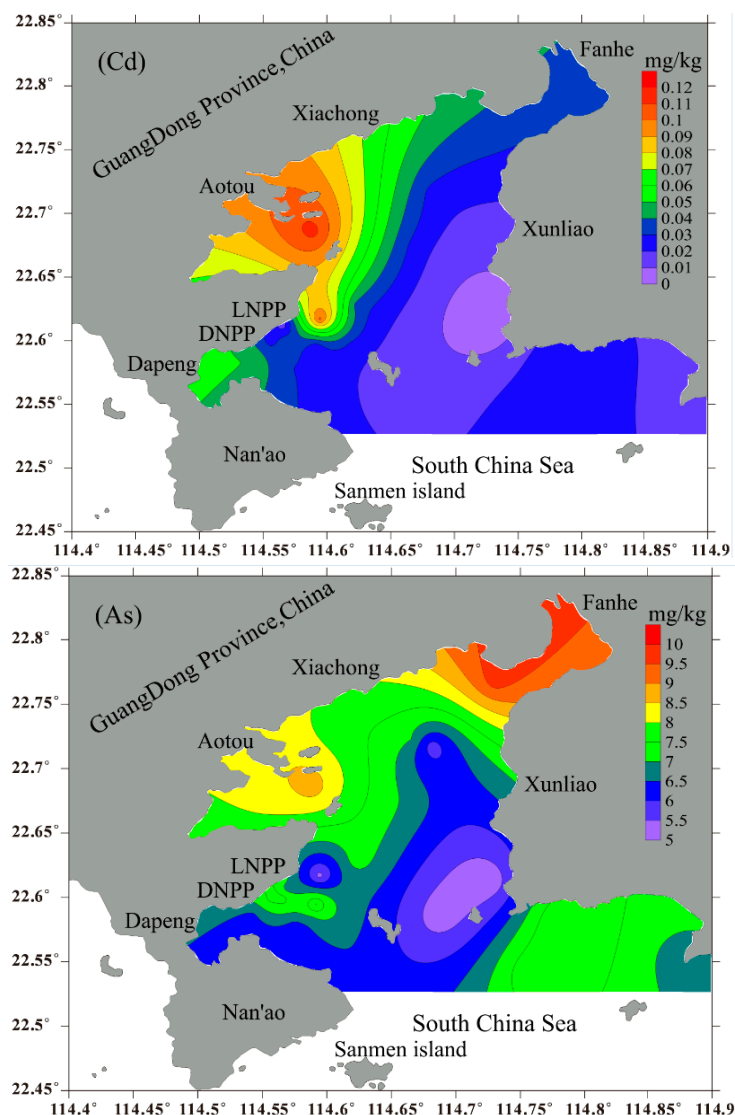 22.85°
(Cd)
GuangDong Province,China
Fanhe
mg/kg
22.8°
0.12
0.11
0.1
0.09
0.08
0.07
0.06
0.05
0.04
0.03
0.02
0.01
0
Xiachong
22.75°
Aotou
22.7°
Xunliao
22.65°
LNPP
22.6°
DNPP
Dapeng
22.55°
Nan'ao
South China Sea
22.5°
Sanmen island
22.45°
114.4 114.45° 114.5° 114.55° 114.6° 114.65° 114.7° 114.75° 114.8° 114.85° 114.9
22.85°
(As)
GuangDong Province,China
Fanhe
mg/kg
22.8°
10
9.5
9
8.5
8
7.5
7
6.5
6
5.5
5
Xiachong
22.75°
Aotou
22.7°
Xunliao
22.65°
LNPP
22.6°
DNPP
Dapeng
22.55°
Nan'ao
South China Sea
22.5°
Sanmen island
22.45°
114.4° 114.45° 114.5° 114.55° 114.6° 114.65° 114.7° 114.75° 114.8° 114.85° 114.9